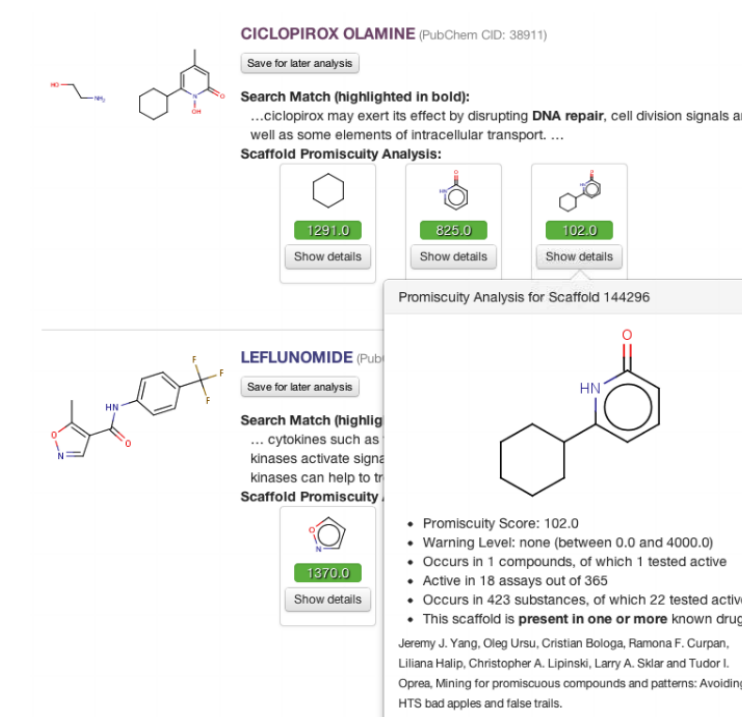 CICLOPIROX OLAMINE (PubChem CID: 38911)
Save for later analysis
HO
NH₂
O
N
OH
Search Match (highlighted in bold):
…ciclopirox may exert its effect by disrupting DNA repair, cell division signals a
well as some elements of intracellular transport. …
Scaffold Promiscuity Analysis:
O
HN
O
HN
1291.0 825.0 102.0
Show details Show details Show details
Promiscuity Analysis for Scaffold 144296
O
HN
LEFLUNOMIDE (Pub
Save for later analysis
F
F
F
HN
O
O
N
Search Match (highlig
… cytokines such as
kinases activate signa
kinases can help to tr
Scaffold Promiscuity
O
N
1370.0
Show details
• Promiscuity Score: 102.0
• Warning Level: none (between 0.0 and 4000.0)
• Occurs in 1 compounds, of which 1 tested active
• Active in 18 assays out of 365
• Occurs in 423 substances, of which 22 tested activ
• This scaffold is present in one or more known drug
Jeremy J. Yang, Oleg Ursu, Cristian Bologa, Ramona F. Curpan,
Liliana Halip, Christopher A. Lipinski, Larry A. Sklar and Tudor I.
Oprea, Mining for promiscuous compounds and patterns: Avoiding
HTS bad apples and false trails.